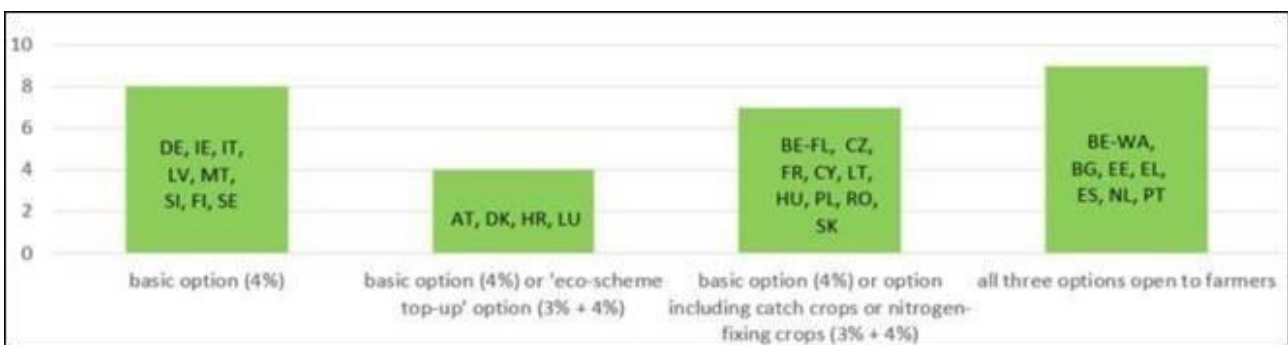 10
8
6
4
2
0
DE, IE, IT,
LV, MT,
SI, FI, SE
AT, DK, HR, LU
BE-FL, CZ,
FR, CY, LT,
HU, PL, RO,
SK
BE-WA,
BG, EE, EL,
ES, NL, PT
basic option (4%)
basic option (4%) or 'eco-scheme
top-up' option (3% + 4%)
basic option (4%) or option
including catch crops or nitrogen-
fixing crops (3% + 4%)
all three options open to farmers